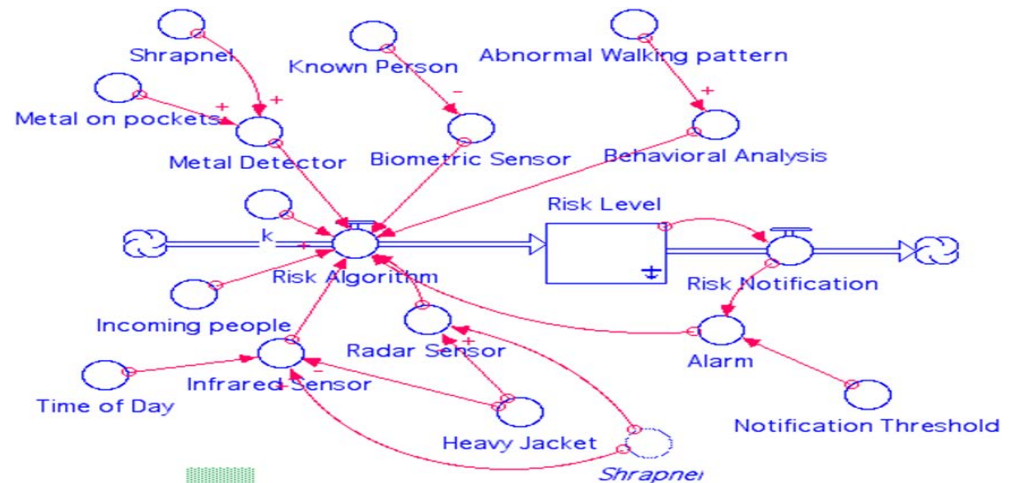 Shrapnel
Known Person
Abnormal Walking pattern
Metal on pockets
Metal Detector
Biometric Sensor
Behavioral Analysis
Risk Level
k
Risk Algorithm
Risk Notification
Incoming people
Radar Sensor
Alarm
Infrared Sensor
Time of Day
Heavy Jacket
Notification Threshold
Shrapnel